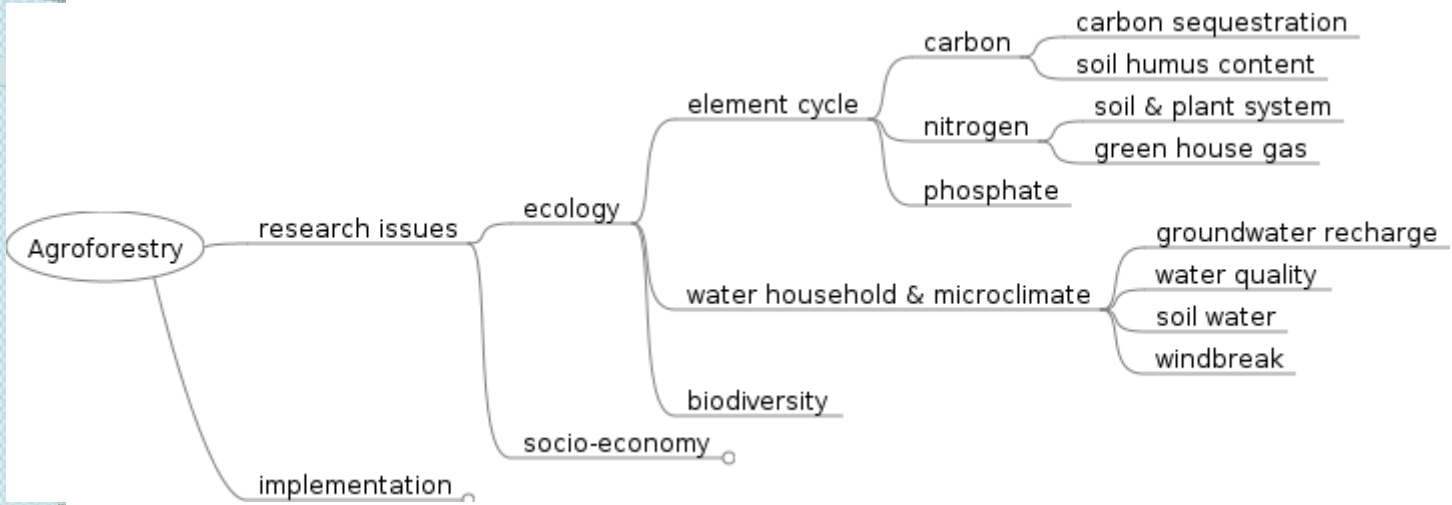 Agroforestry
research issues
ecology
element cycle
carbon
carbon sequestration
soil humus content
nitrogen
soil & plant system
green house gas
phosphate
water household & microclimate
groundwater recharge
water quality
soil water
windbreak
biodiversity
socio-economy
implementation